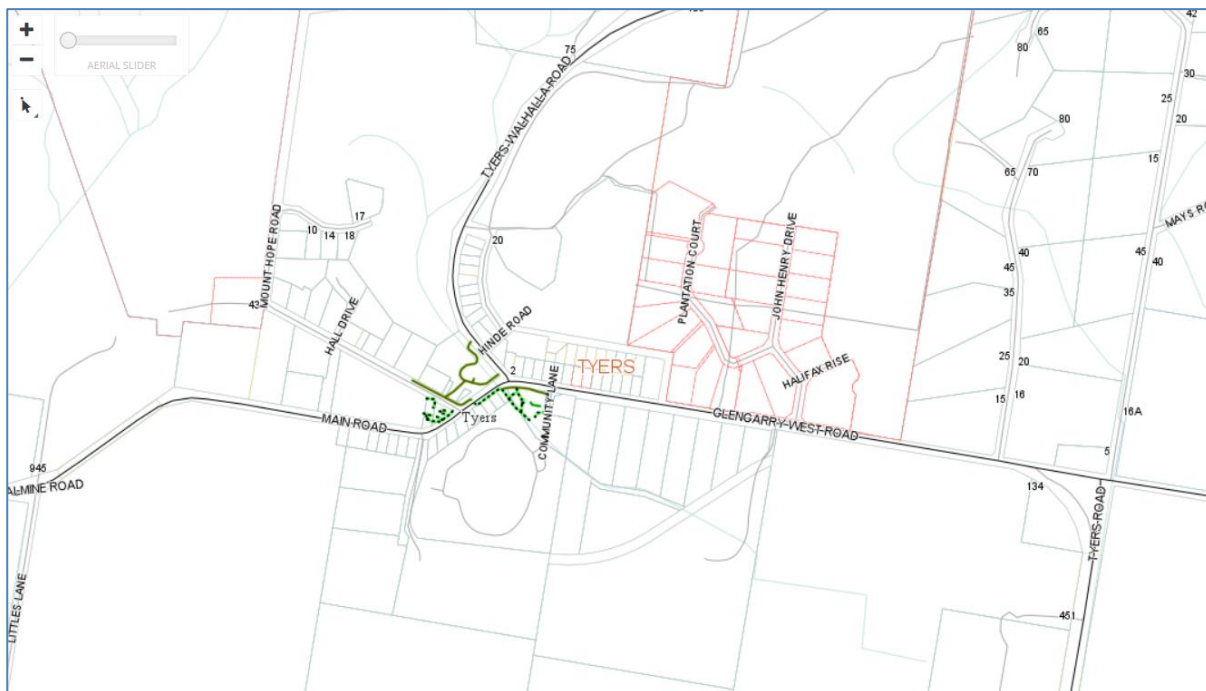 +
−
AERIAL SLIDER
75
TYERS-WALHALLA ROAD
42
65
80
30
25
20
80
15
65
70
MAYS RO
17
10
14
18
MOUNT HOPE ROAD
20
PLANTATION COURT
JOHN HENRY DRIVE
40
45
45
40
35
43
HALL DRIVE
HINDE ROAD
2
TYERS
HALIFAX RISE
25
20
15
16
16A
Tyers
COMMUNITY LANE
MAIN ROAD
GLENGARRY-WEST ROAD
5
945
ALMINE ROAD
134
TYERS ROAD
LITTLES LANE
451